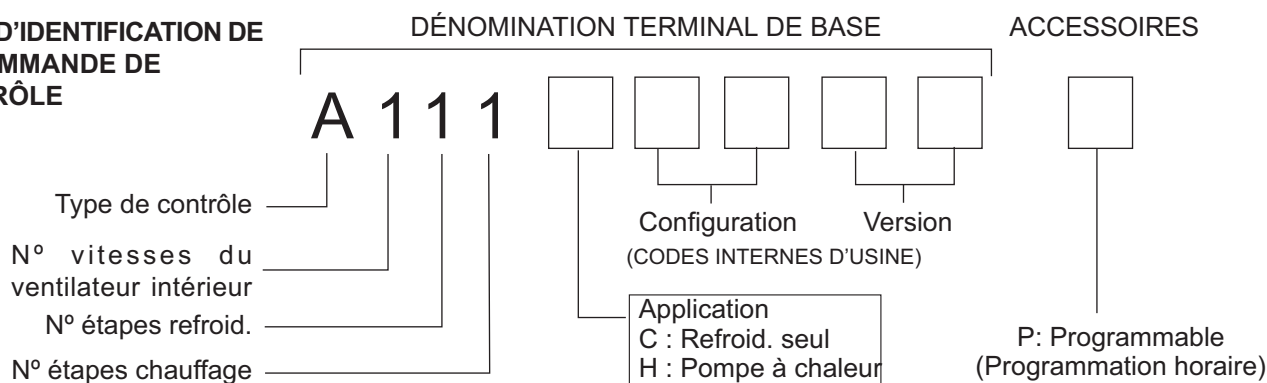 D'IDENTIFICATION DE
MMANDE DE
RÔLE
DÉNOMINATION TERMINAL DE BASE
ACCESSOIRES
A 1 1 1
Type de contrôle
Nº vitesses du
ventilateur intérieur
Nº étapes refroid.
Nº étapes chauffage
Configuration
Version
(CODES INTERNES D'USINE)
Application
C : Refroid. seul
H : Pompe à chaleur
P: Programmable
(Programmation horaire)